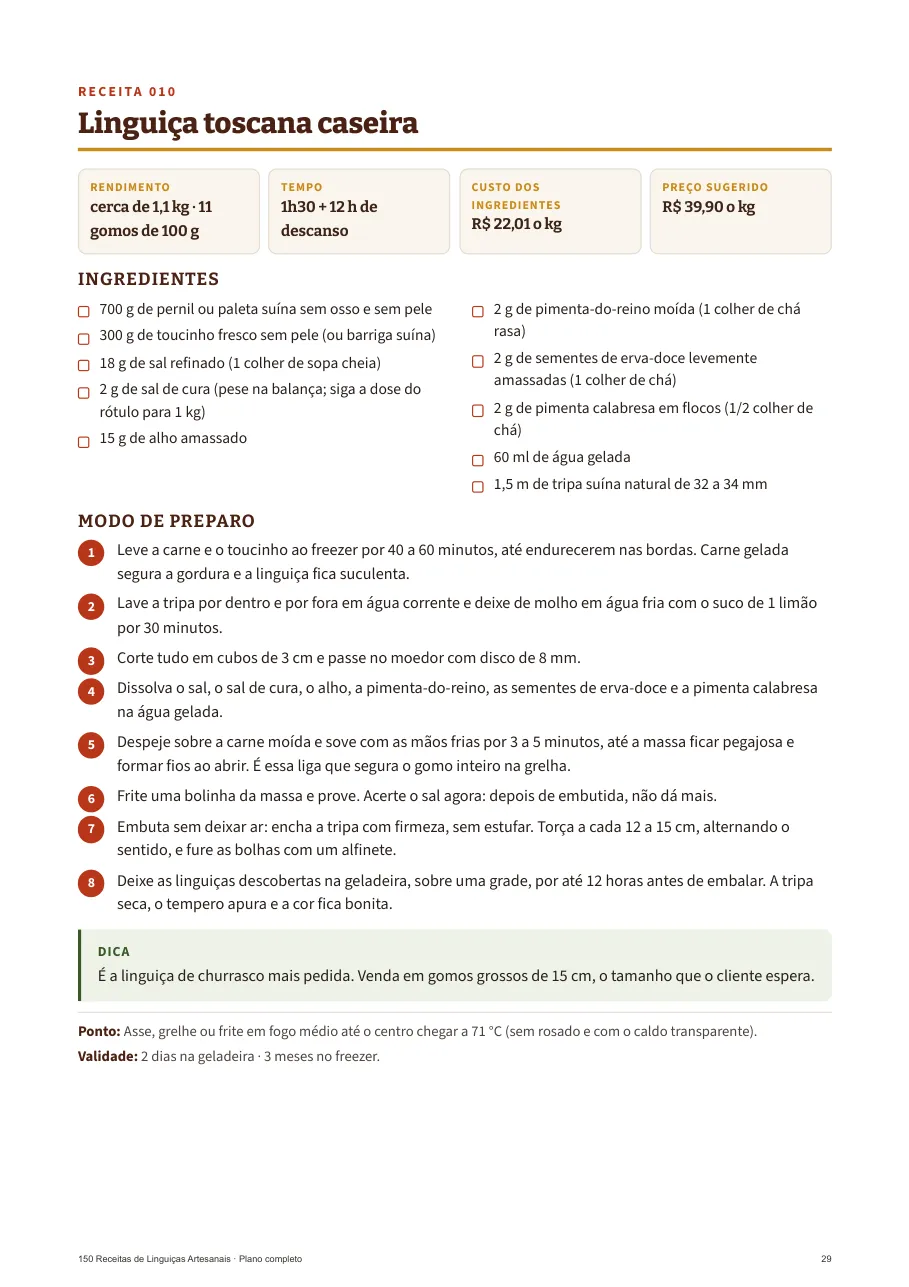 RECEITA 010
Linguiça toscana caseira
RENDIMENTO
cerca de 1,1 kg · 11
gomos de 100 g
TEMPO
1h30 + 12 h de
descanso
CUSTO DOS
INGREDIENTES
R$ 22,01 o kg
PREÇO SUGERIDO
R$ 39,90 o kg
INGREDIENTES
700 g de pernil ou paleta suína sem osso e sem pele
300 g de toucinho fresco sem pele (ou barriga suína)
18 g de sal refinado (1 colher de sopa cheia)
2 g de sal de cura (pese na balança; siga a dose do
rótulo para 1 kg)
15 g de alho amassado
2 g de pimenta-do-reino moída (1 colher de chá
rasa)
2 g de sementes de erva-doce levemente
amassadas (1 colher de chá)
2 g de pimenta calabresa em flocos (1/2 colher de
chá)
60 ml de água gelada
1,5 m de tripa suína natural de 32 a 34 mm
MODO DE PREPARO
1 Leve a carne e o toucinho ao freezer por 40 a 60 minutos, até endurecerem nas bordas. Carne gelada
segura a gordura e a linguiça fica suculenta.
2 Lave a tripa por dentro e por fora em água corrente e deixe de molho em água fria com o suco de 1 limão
por 30 minutos.
3 Corte tudo em cubos de 3 cm e passe no moedor com disco de 8 mm.
4 Dissolva o sal, o sal de cura, o alho, a pimenta-do-reino, as sementes de erva-doce e a pimenta calabresa
na água gelada.
5 Despeje sobre a carne moída e sove com as mãos frias por 3 a 5 minutos, até a massa ficar pegajosa e
formar fios ao abrir. É essa liga que segura o gomo inteiro na grelha.
6 Frite uma bolinha da massa e prove. Acerte o sal agora: depois de embutida, não dá mais.
7 Embuta sem deixar ar: encha a tripa com firmeza, sem estufar. Torça a cada 12 a 15 cm, alternando o
sentido, e fure as bolhas com um alfinete.
8 Deixe as linguiças descobertas na geladeira, sobre uma grade, por até 12 horas antes de embalar. A tripa
seca, o tempero apura e a cor fica bonita.
DICA
É a linguiça de churrasco mais pedida. Venda em gomos grossos de 15 cm, o tamanho que o cliente espera.
Ponto: Asse, grelhe ou frite em fogo médio até o centro chegar a 71 °C (sem rosado e com o caldo transparente).
Validade: 2 dias na geladeira · 3 meses no freezer.
150 Receitas de Linguiças Artesanais · Plano completo
29